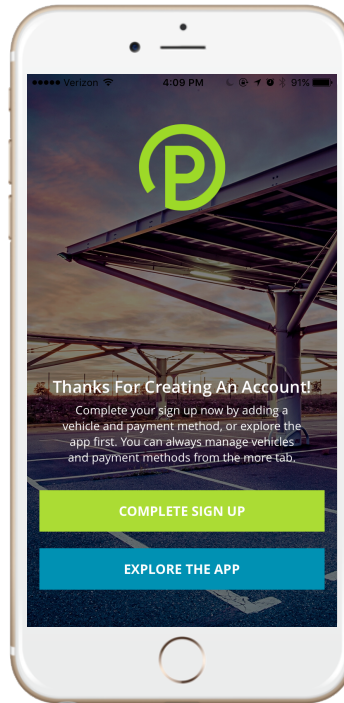 Verizon 4:09 PM 91%
P
Thanks For Creating An Account!
Complete your sign up now by adding a
vehicle and payment method, or explore the
app first. You can always manage vehicles
and payment methods from the more tab.
COMPLETE SIGN UP
EXPLORE THE APP